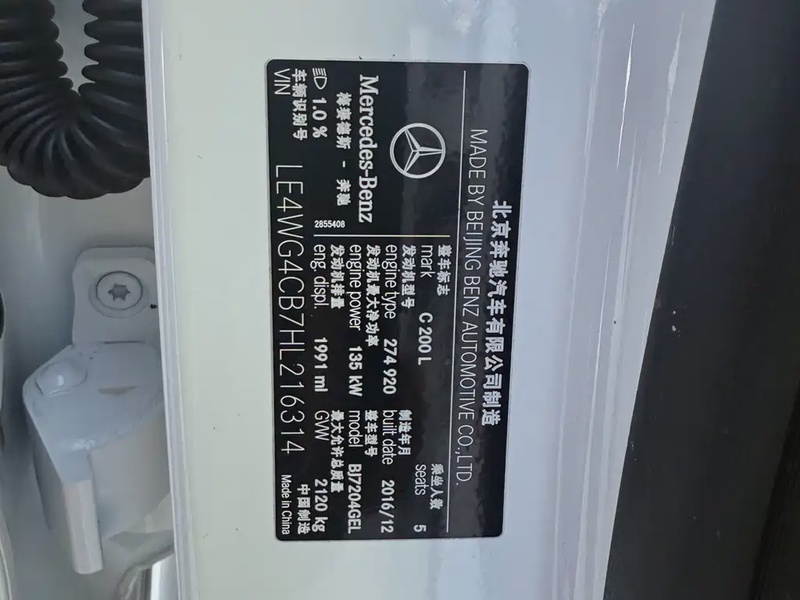 北京奔驰汽车有限公司制造
MADE BY BEIJING BENZ AUTOMOTIVE CO.,LTD.
Mercedes-Benz
梅赛德斯 - 奔驰
1.0 %
2855408
整车标志
mark C 200 L
乘坐人数
seats 5
发动机型号
engine type 274 920
制造年月
built date 2016/12
发动机最大净功率
engine power 135 kW
整车型号
model BJ7204GEL
发动机排量
eng. displ. 1991 ml
最大允许总质量
GVW 2120 kg
车辆识别号
VIN LE4WG4CB7HL216314
中国制造
Made in China